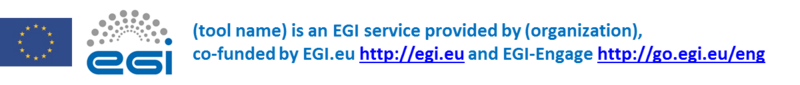 egi
(tool name) is an EGI service provided by (organization),
co-funded by EGI.eu http://egi.eu and EGI-Engage http://go.egi.eu/eng